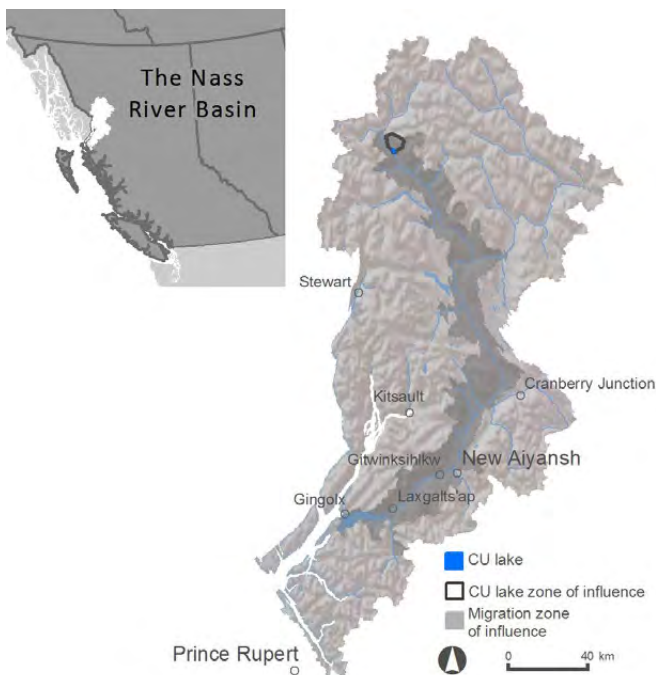 The Nass
River Basin
Stewart
Cranberry Junction
Kitsault
Gitwinksihlkw
New Aiyansh
Gingolx
Laxgalts'ap
CU lake
CU lake zone of influence
Migration zone
of influence
Prince Rupert
0 40 km